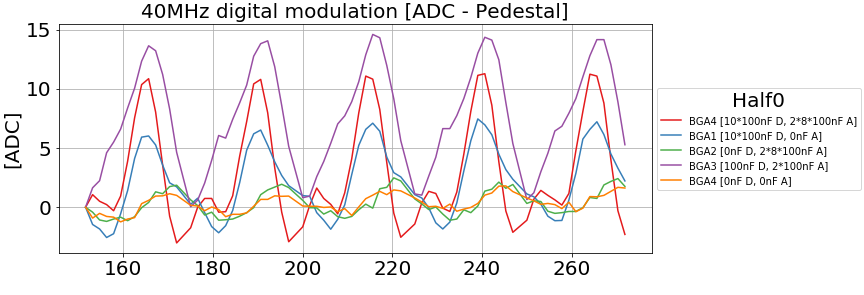 40MHz digital modulation [ADC - Pedestal]
15
10
5
0
[ADC]
160
180
200
220
240
260
Half0
BGA4 [10*100nF D, 2*8*100nF A]
BGA1 [10*100nF D, 0nF A]
BGA2 [0nF D, 2*8*100nF A]
BGA3 [100nF D, 2*100nF A]
BGA4 [0nF D, 0nF A]